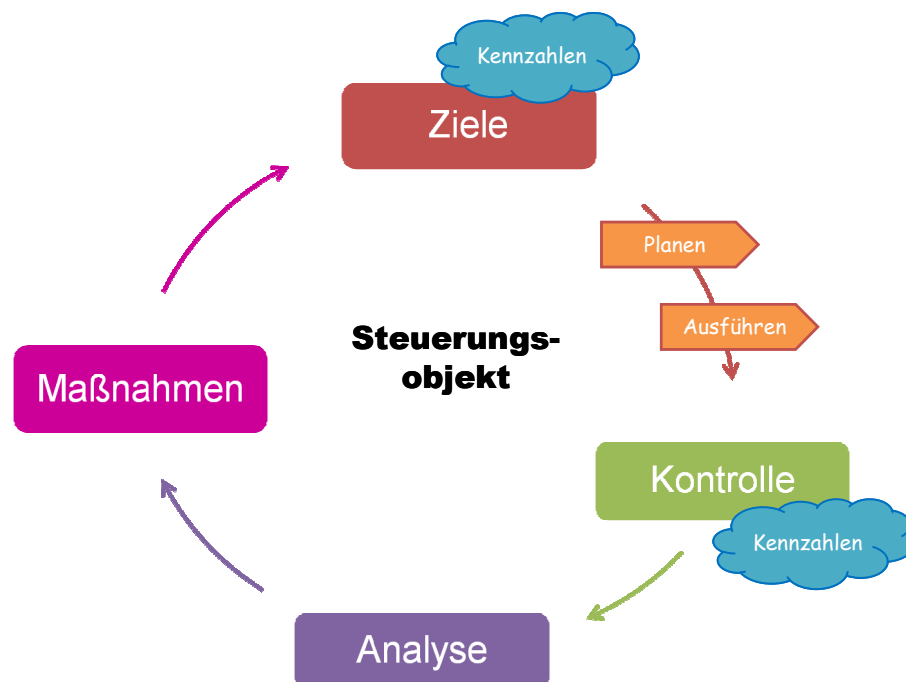 Kennzahlen
Ziele
Planen
Ausführen
Steuerungs-
objekt
Maßnahmen
Kontrolle
Kennzahlen
Analyse